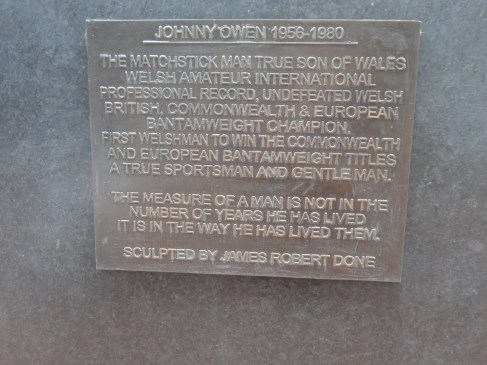 JOHNNY OWEN 1956-1980
THE MATCHSTICK MAN TRUE SON OF WALES
WELSH AMATEUR INTERNATIONAL
PROFESSIONAL RECORD, UNDEFEATED WELSH
BRITISH, COMMONWEALTH & EUROPEAN
BANTAMWEIGHT CHAMPION.
FIRST WELSHMAN TO WIN THE COMMONWEALTH
AND EUROPEAN BANTAMWEIGHT TITLES
A TRUE SPORTSMAN AND GENTLE MAN.
THE MEASURE OF A MAN IS NOT IN THE
NUMBER OF YEARS HE HAS LIVED
IT IS IN THE WAY HE HAS LIVED THEM.
SCULPTED BY JAMES ROBERT DONE